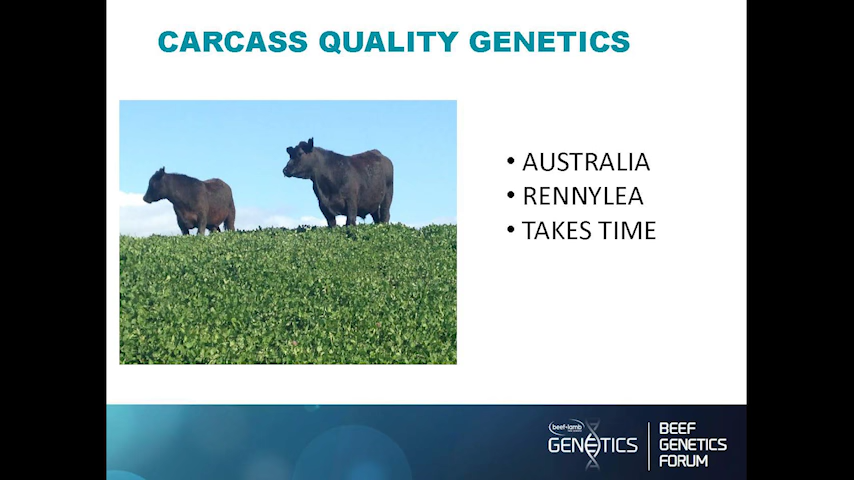 CARCASS QUALITY GENETICS
• AUSTRALIA
• RENNYLEA
• TAKES TIME
beef+lamb
GENETICS
BEEF
GENETICS
FORUM